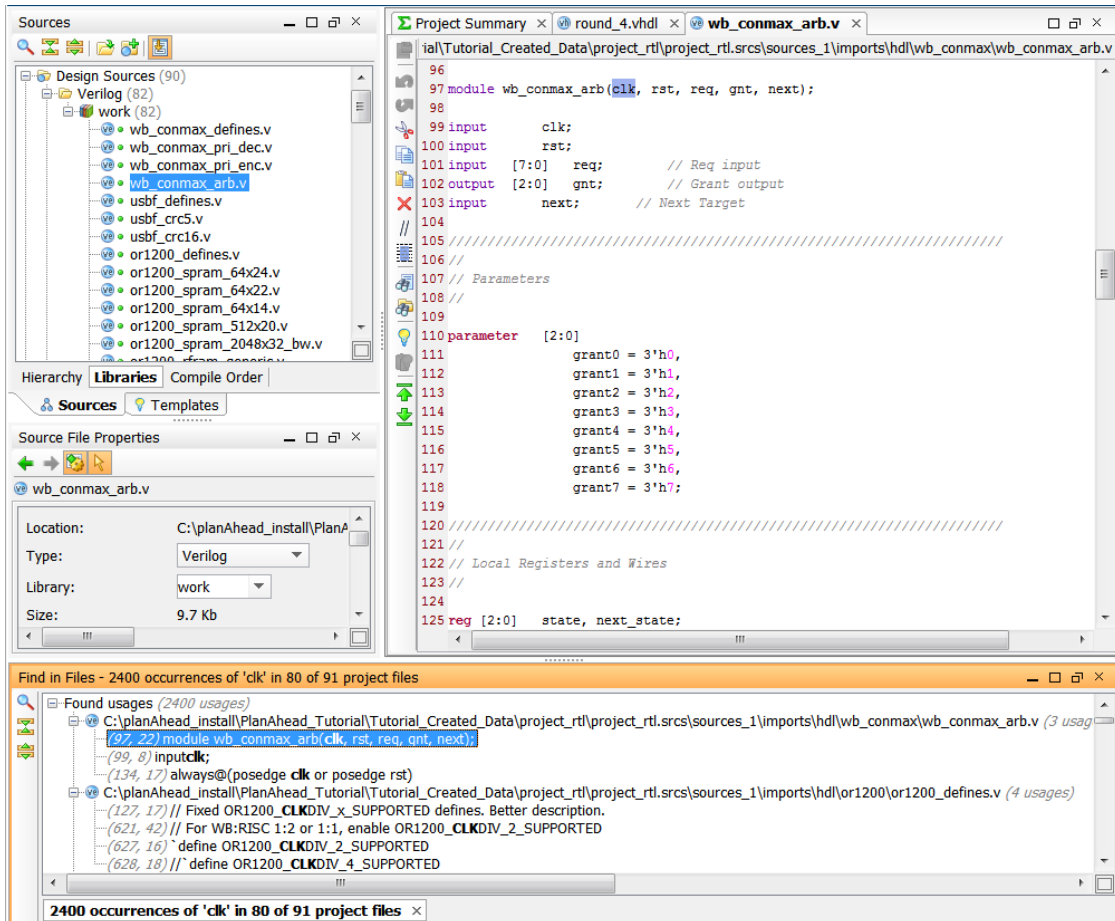 Sources
Design Sources (90)
Verilog (82)
work (82)
wb_conmax_defines.v
wb_conmax_pri_dec.v
wb_conmax_pri_enc.v
wb_conmax_arb.v
usbf_defines.v
usbf_crc5.v
usbf_crc16.v
or1200_defines.v
or1200_spram_64x24.v
or1200_spram_64x22.v
or1200_spram_64x14.v
or1200_spram_512x20.v
or1200_spram_2048x32_bw.v
or1200_rfram_generic.v
Hierarchy Libraries Compile Order
Sources Templates
Source File Properties
wb_conmax_arb.v
Location: C:\planAhead_install\PlanA
Type: Verilog
Library: work
Size: 9.7 Kb
Σ Project Summary × round_4.vhdl × wb_conmax_arb.v ×
ial\Tutorial_Created_Data\project_rtl\project_rtl.srcs\sources_1\imports\hdl\wb_conmax\wb_conmax_arb.v
96
97 module wb_conmax_arb(clk, rst, req, gnt, next);
98
99 input clk;
100 input rst;
101 input [7:0] req; // Req input
102 output [2:0] gnt; // Grant output
103 input next; // Next Target
104
105 //////////////////////////////////////////////////////////////////////
106 //
107 // Parameters
108 //
109
110 parameter [2:0]
111 grant0 = 3'h0,
112 grant1 = 3'h1,
113 grant2 = 3'h2,
114 grant3 = 3'h3,
115 grant4 = 3'h4,
116 grant5 = 3'h5,
117 grant6 = 3'h6,
118 grant7 = 3'h7;
119
120 //////////////////////////////////////////////////////////////////////
121 //
122 // Local Registers and Wires
123 //
124
125 reg [2:0] state, next_state;
Find in Files - 2400 occurrences of 'clk' in 80 of 91 project files
Found usages (2400 usages)
C:\planAhead_install\PlanAhead_Tutorial\Tutorial_Created_Data\project_rtl\project_rtl.srcs\sources_1\imports\hdl\wb_conmax\wb_conmax_arb.v (3 usag
(97, 22) module wb_conmax_arb(clk, rst, req, gnt, next);
(99, 8) inputclk;
(134, 17) always@(posedge clk or posedge rst)
C:\planAhead_install\PlanAhead_Tutorial\Tutorial_Created_Data\project_rtl\project_rtl.srcs\sources_1\imports\hdl\or1200\or1200_defines.v (4 usages)
(127, 17) // Fixed OR1200_CLKDIV_x_SUPPORTED defines. Better description.
(621, 42) // For WB:RISC 1:2 or 1:1, enable OR1200_CLKDIV_2_SUPPORTED
(627, 16) `define OR1200_CLKDIV_2_SUPPORTED
(628, 18) //`define OR1200_CLKDIV_4_SUPPORTED
2400 occurrences of 'clk' in 80 of 91 project files ×